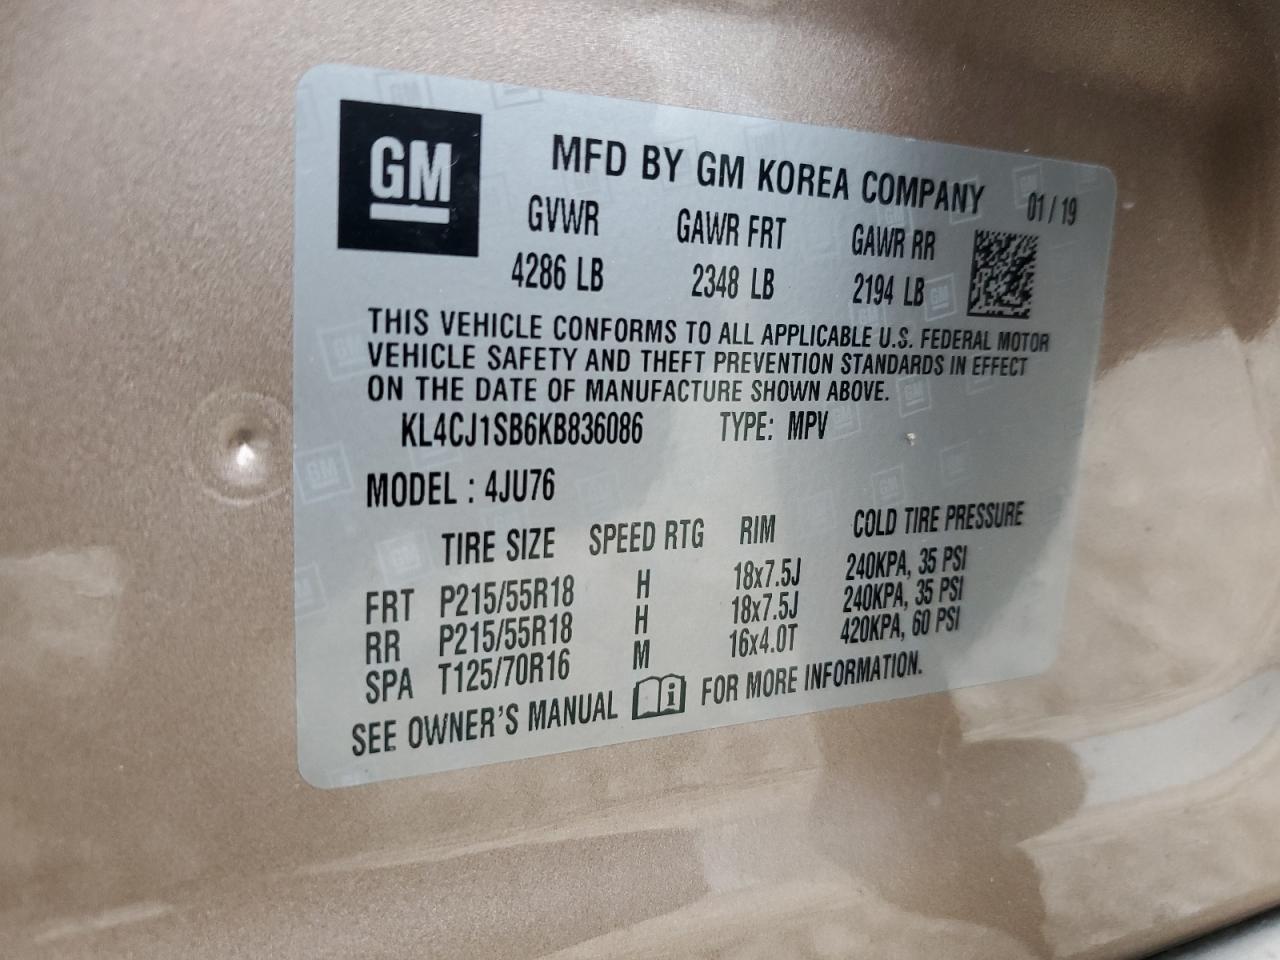 GM
MFD BY GM KOREA COMPANY 01/19
GVWR GAWR FRT GAWR RR
4286 LB 2348 LB 2194 LB
THIS VEHICLE CONFORMS TO ALL APPLICABLE U.S. FEDERAL MOTOR
VEHICLE SAFETY AND THEFT PREVENTION STANDARDS IN EFFECT
ON THE DATE OF MANUFACTURE SHOWN ABOVE.
KL4CJ1SB6KB836086 TYPE: MPV
MODEL : 4JU76
TIRE SIZE SPEED RTG RIM COLD TIRE PRESSURE
FRT P215/55R18 H 18x7.5J 240KPA, 35 PSI
RR P215/55R18 H 18x7.5J 240KPA, 35 PSI
SPA T125/70R16 M 16x4.0T 420KPA, 60 PSI
SEE OWNER'S MANUAL i FOR MORE INFORMATION.